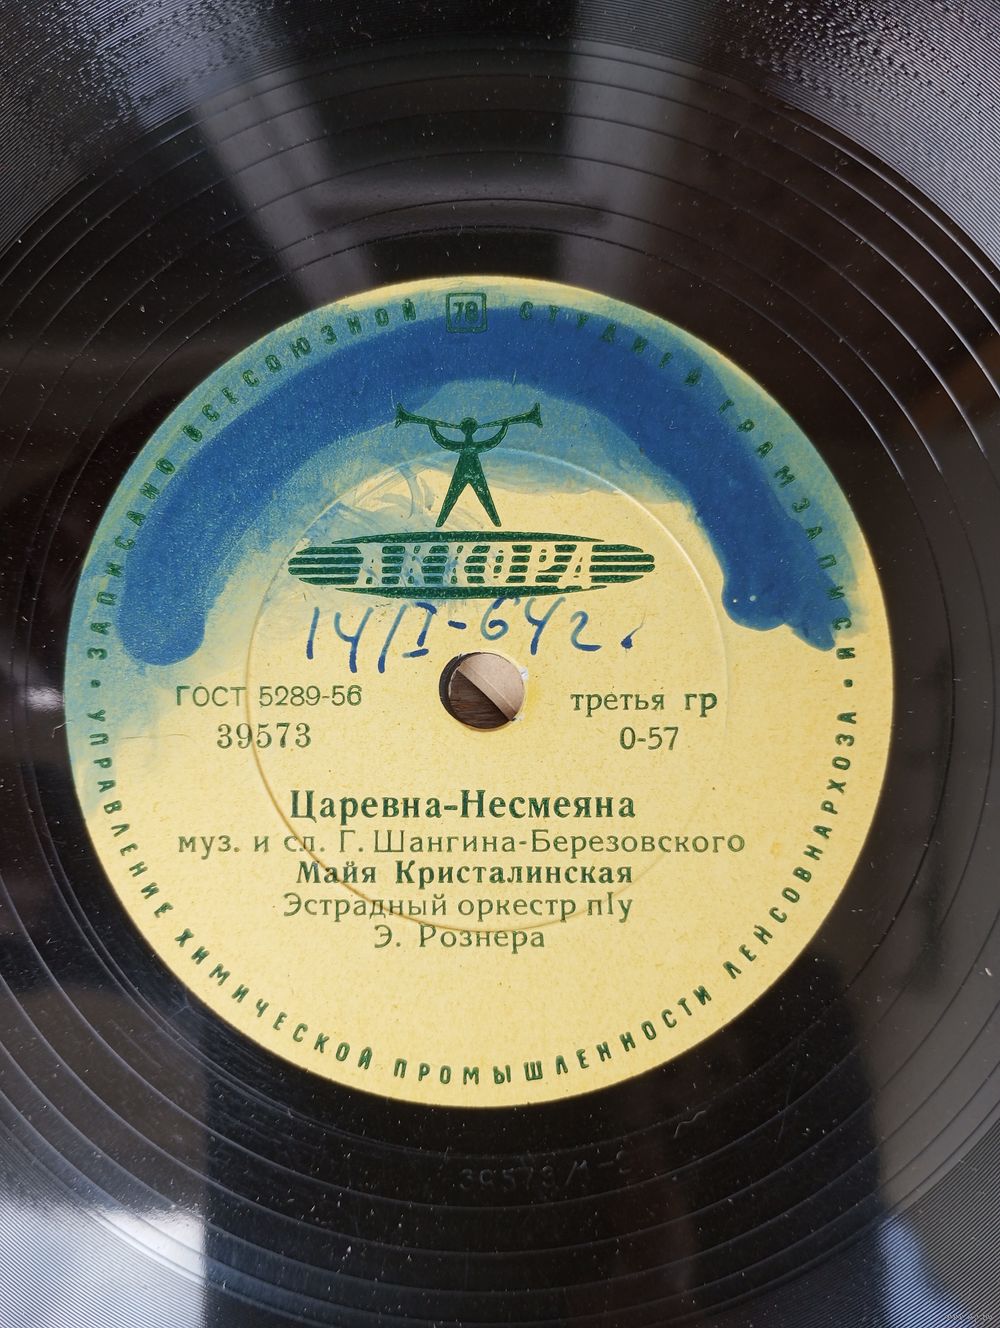 ЗАПИСАНО ВСЕСОЮЗНОЙ 78 СТУДИЕЙ ГРАМЗАПИСИ
АККОРД
14/I-64г.
ГОСТ 5289-56
третья гр
39573
0-57
Царевна-Несмеяна
муз. и сл. Г. Шангина-Березовского
Майя Кристалинская
Эстрадный оркестр п/у
Э. Рознера
УПРАВЛЕНИЕ ХИМИЧЕСКОЙ ПРОМЫШЛЕННОСТИ ЛЕНСОВНАРХОЗА